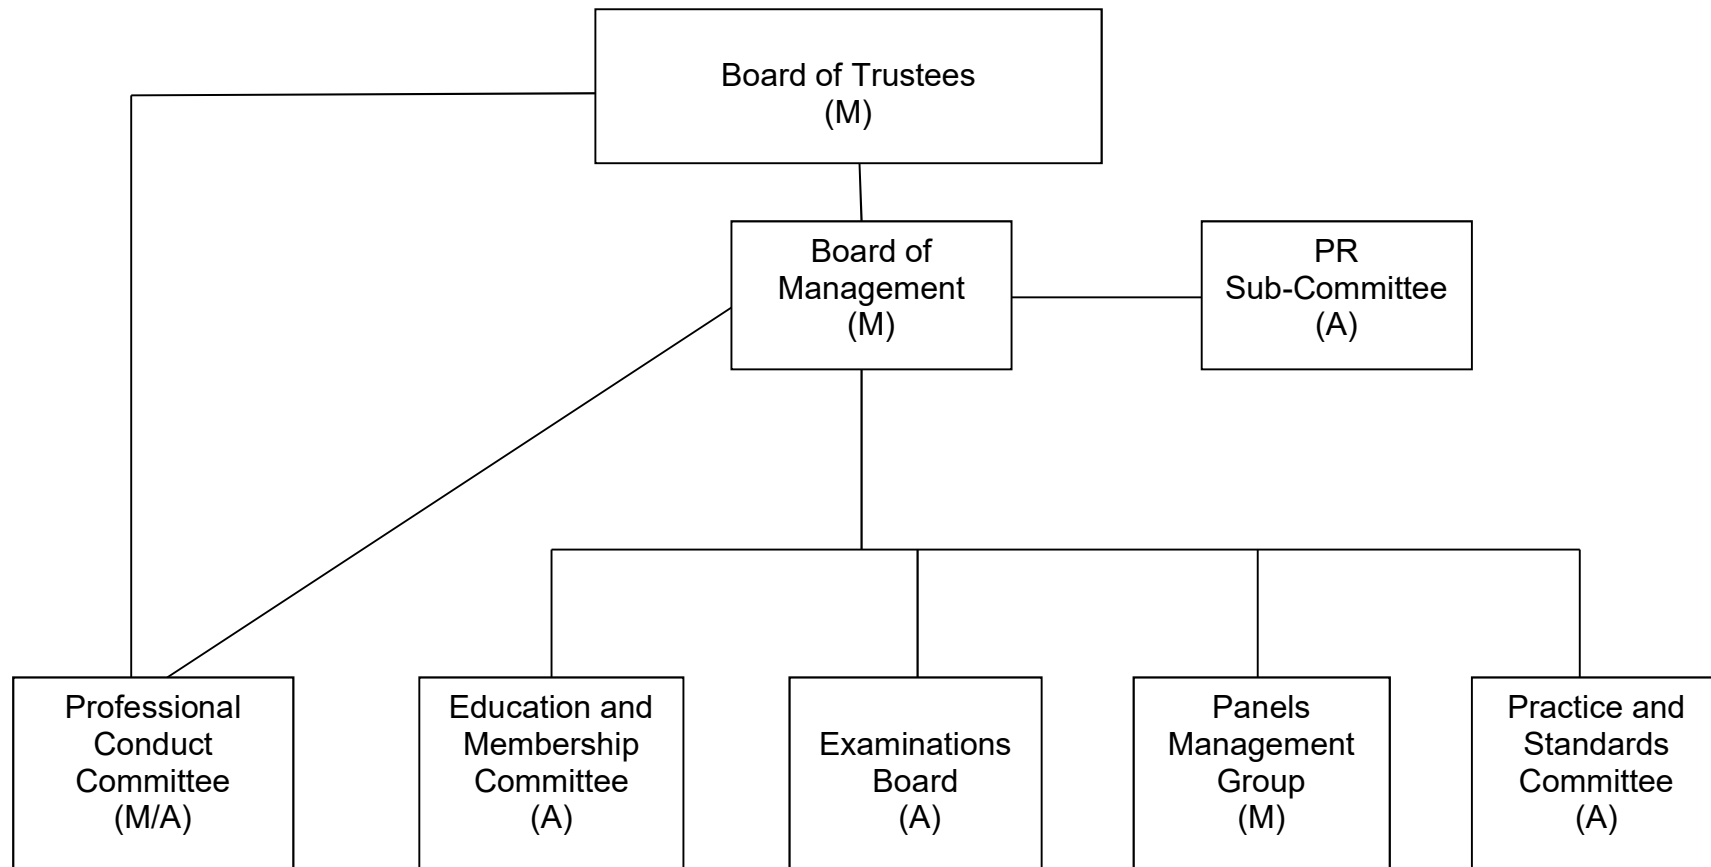 Board of Trustees
(M)
Board of
Management
(M)
PR
Sub-Committee
(A)
Professional
Conduct
Committee
(M/A)
Education and
Membership
Committee
(A)
Examinations
Board
(A)
Panels
Management
Group
(M)
Practice and
Standards
Committee
(A)